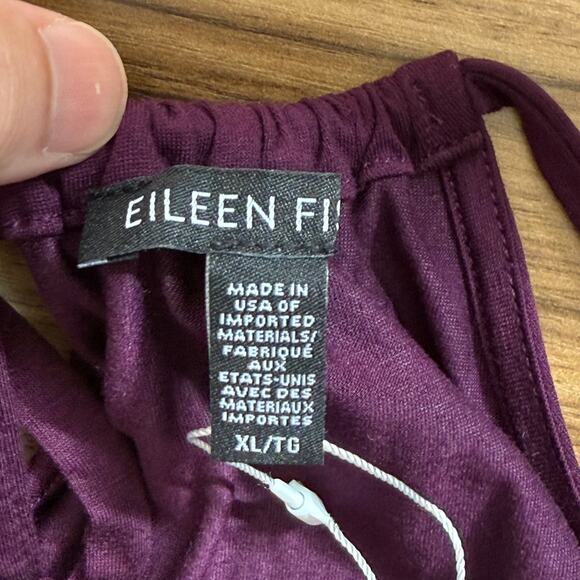 EILEEN FI
MADE IN
USA OF
IMPORTED
MATERIALS/
FABRIQUÉ
AUX
ETATS-UNIS
AVEC DES
MATERIAUX
IMPORTES
XL/TG